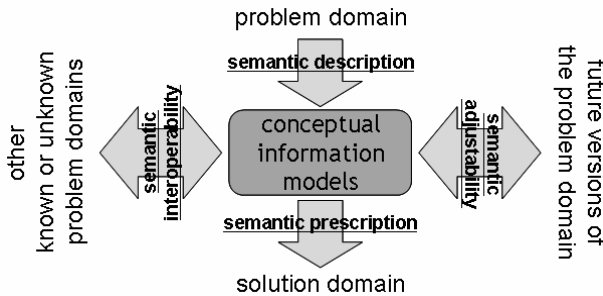 problem domain
semantic description
other
known or unknown
problem domains
semantic
interoperability
conceptual
information
models
semantic
adjustability
future versions of
the problem domain
semantic prescription
solution domain